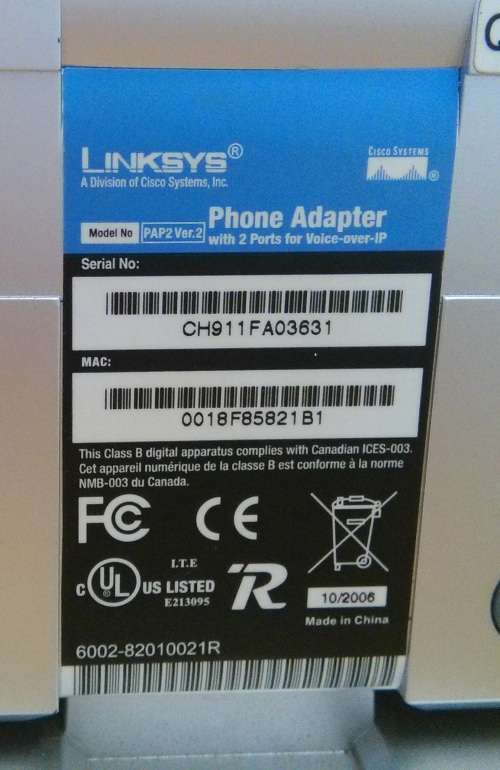 LINKSYS®
A Division of Cisco Systems, Inc.
CISCO SYSTEMS
®
Phone Adapter
Model No PAP2 Ver.2 with 2 Ports for Voice-over-IP
Serial No:
CH911FA03631
MAC:
0018F85821B1
This Class B digital apparatus complies with Canadian ICES-003.
Cet appareil numérique de la classe B est conforme à la norme
NMB-003 du Canada.
FC CE
I.T.E
C UL® US LISTED
E213095
R
10/2006
Made in China
6002-82010021R